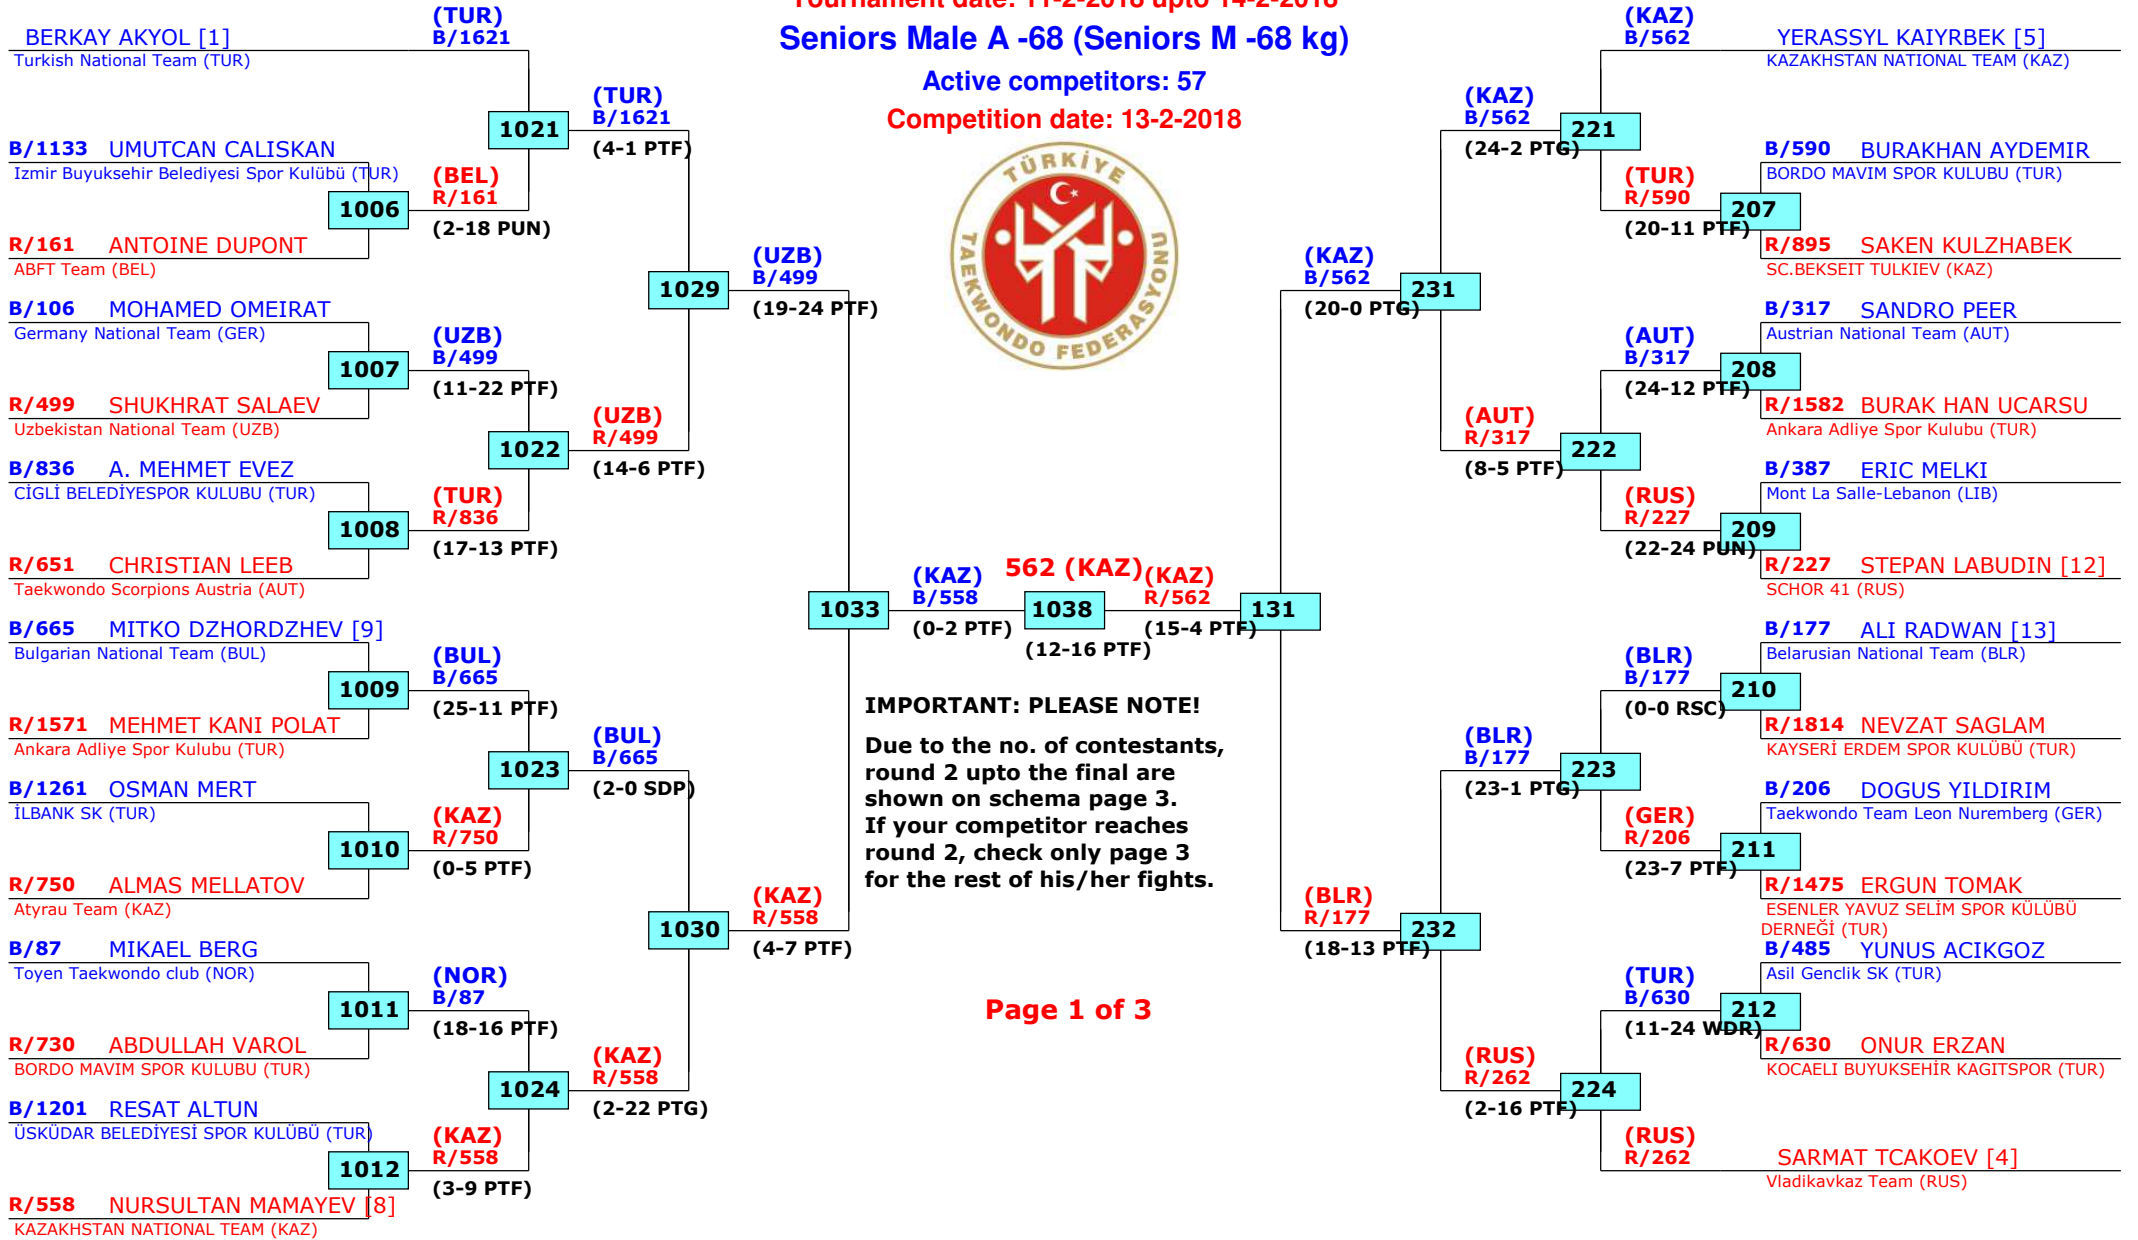 Tournament date: 11-2-2018 upto 14-2-2018
Seniors Male A -68 (Seniors M -68 kg)
Active competitors: 57
Competition date: 13-2-2018
TÜRKİYE
TAEKWONDO FEDERASYONU
BERKAY AKYOL [1]
Turkish National Team (TUR)
B/1133 UMUTCAN CALISKAN
Izmir Buyuksehir Belediyesi Spor Kulübü (TUR)
R/161 ANTOINE DUPONT
ABFT Team (BEL)
B/106 MOHAMED OMEIRAT
Germany National Team (GER)
R/499 SHUKHRAT SALAEV
Uzbekistan National Team (UZB)
B/836 A. MEHMET EVEZ
CİGLİ BELEDİYESPOR KULUBU (TUR)
R/651 CHRISTIAN LEEB
Taekwondo Scorpions Austria (AUT)
B/665 MITKO DZHORDZHEV [9]
Bulgarian National Team (BUL)
R/1571 MEHMET KANI POLAT
Ankara Adliye Spor Kulubu (TUR)
B/1261 OSMAN MERT
İLBANK SK (TUR)
R/750 ALMAS MELLATOV
Atyrau Team (KAZ)
B/87 MIKAEL BERG
Toyen Taekwondo club (NOR)
R/730 ABDULLAH VAROL
BORDO MAVIM SPOR KULUBU (TUR)
B/1201 RESAT ALTUN
ÜSKÜDAR BELEDİYESİ SPOR KULÜBÜ (TUR)
R/558 NURSULTAN MAMAYEV [8]
KAZAKHSTAN NATIONAL TEAM (KAZ)
1006
1007
1008
1009
1010
1011
1012
(TUR)
B/1621
(BEL)
R/161
(2-18 PUN)
(UZB)
B/499
(11-22 PTF)
(TUR)
R/836
(17-13 PTF)
(BUL)
B/665
(25-11 PTF)
(KAZ)
R/750
(0-5 PTF)
(NOR)
B/87
(18-16 PTF)
(KAZ)
R/558
(3-9 PTF)
1021
1022
1023
1024
(TUR)
B/1621
(4-1 PTF)
(UZB)
R/499
(14-6 PTF)
(BUL)
B/665
(2-0 SDP)
(KAZ)
R/558
(2-22 PTG)
1029
1030
(UZB)
B/499
(19-24 PTF)
(KAZ)
R/558
(4-7 PTF)
1033
(KAZ)
B/558
(0-2 PTF)
562 (KAZ)
1038
(12-16 PTF)
(KAZ)
R/562
(15-4 PTF)
131
IMPORTANT: PLEASE NOTE!
Due to the no. of contestants,
round 2 upto the final are
shown on schema page 3.
If your competitor reaches
round 2, check only page 3
for the rest of his/her fights.
Page 1 of 3
(KAZ)
B/562
(20-0 PTG)
(BLR)
R/177
(18-13 PTF)
231
232
(KAZ)
B/562
(24-2 PTG)
(AUT)
R/317
(8-5 PTF)
(BLR)
B/177
(23-1 PTG)
(RUS)
R/262
(2-16 PTF)
221
222
223
224
(KAZ)
B/562
(TUR)
R/590
(20-11 PTF)
(AUT)
B/317
(24-12 PTF)
(RUS)
R/227
(22-24 PUN)
(BLR)
B/177
(0-0 RSC)
(GER)
R/206
(23-7 PTF)
(TUR)
B/630
(11-24 WDR)
(RUS)
R/262
207
208
209
210
211
212
YERASSYL KAIYRBEK [5]
KAZAKHSTAN NATIONAL TEAM (KAZ)
B/590 BURAKHAN AYDEMIR
BORDO MAVIM SPOR KULUBU (TUR)
R/895 SAKEN KULZHABEK
SC.BEKSEIT TULKIEV (KAZ)
B/317 SANDRO PEER
Austrian National Team (AUT)
R/1582 BURAK HAN UCARSU
Ankara Adliye Spor Kulubu (TUR)
B/387 ERIC MELKI
Mont La Salle-Lebanon (LIB)
R/227 STEPAN LABUDIN [12]
SCHOR 41 (RUS)
B/177 ALI RADWAN [13]
Belarusian National Team (BLR)
R/1814 NEVZAT SAGLAM
KAYSERİ ERDEM SPOR KULÜBÜ (TUR)
B/206 DOGUS YILDIRIM
Taekwondo Team Leon Nuremberg (GER)
R/1475 ERGUN TOMAK
ESENLER YAVUZ SELİM SPOR KÜLÜBÜ
DERNEĞİ (TUR)
B/485 YUNUS ACIKGOZ
Asil Genclik SK (TUR)
R/630 ONUR ERZAN
KOCAELI BUYUKSEHİR KAGITSPOR (TUR)
SARMAT TCAKOEV [4]
Vladikavkaz Team (RUS)